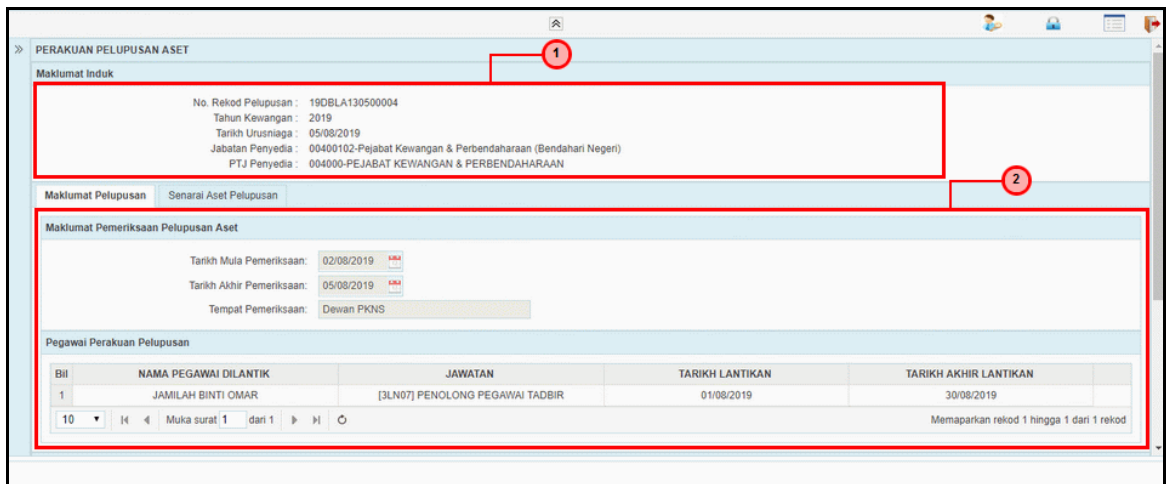 PERAKUAN PELUPUSAN ASET
1
Maklumat Induk
No. Rekod Pelupusan : 19DBLA130500004
Tahun Kewangan : 2019
Tarikh Urusniaga : 05/08/2019
Jabatan Penyedia : 00400102-Pejabat Kewangan & Perbendaharaan (Bendahari Negeri)
PTJ Penyedia : 004000-PEJABAT KEWANGAN & PERBENDAHARAAN
2
Maklumat Pelupusan Senarai Aset Pelupusan
Maklumat Pemeriksaan Pelupusan Aset
Tarikh Mula Pemeriksaan: 02/08/2019
Tarikh Akhir Pemeriksaan: 05/08/2019
Tempat Pemeriksaan: Dewan PKNS
Pegawai Perakuan Pelupusan
Bil NAMA PEGAWAI DILANTIK JAWATAN TARIKH LANTIKAN TARIKH AKHIR LANTIKAN
1 JAMILAH BINTI OMAR [3LN07] PENOLONG PEGAWAI TADBIR 01/08/2019 30/08/2019
10 Muka surat 1 dari 1 Memaparkan rekod 1 hingga 1 dari 1 rekod